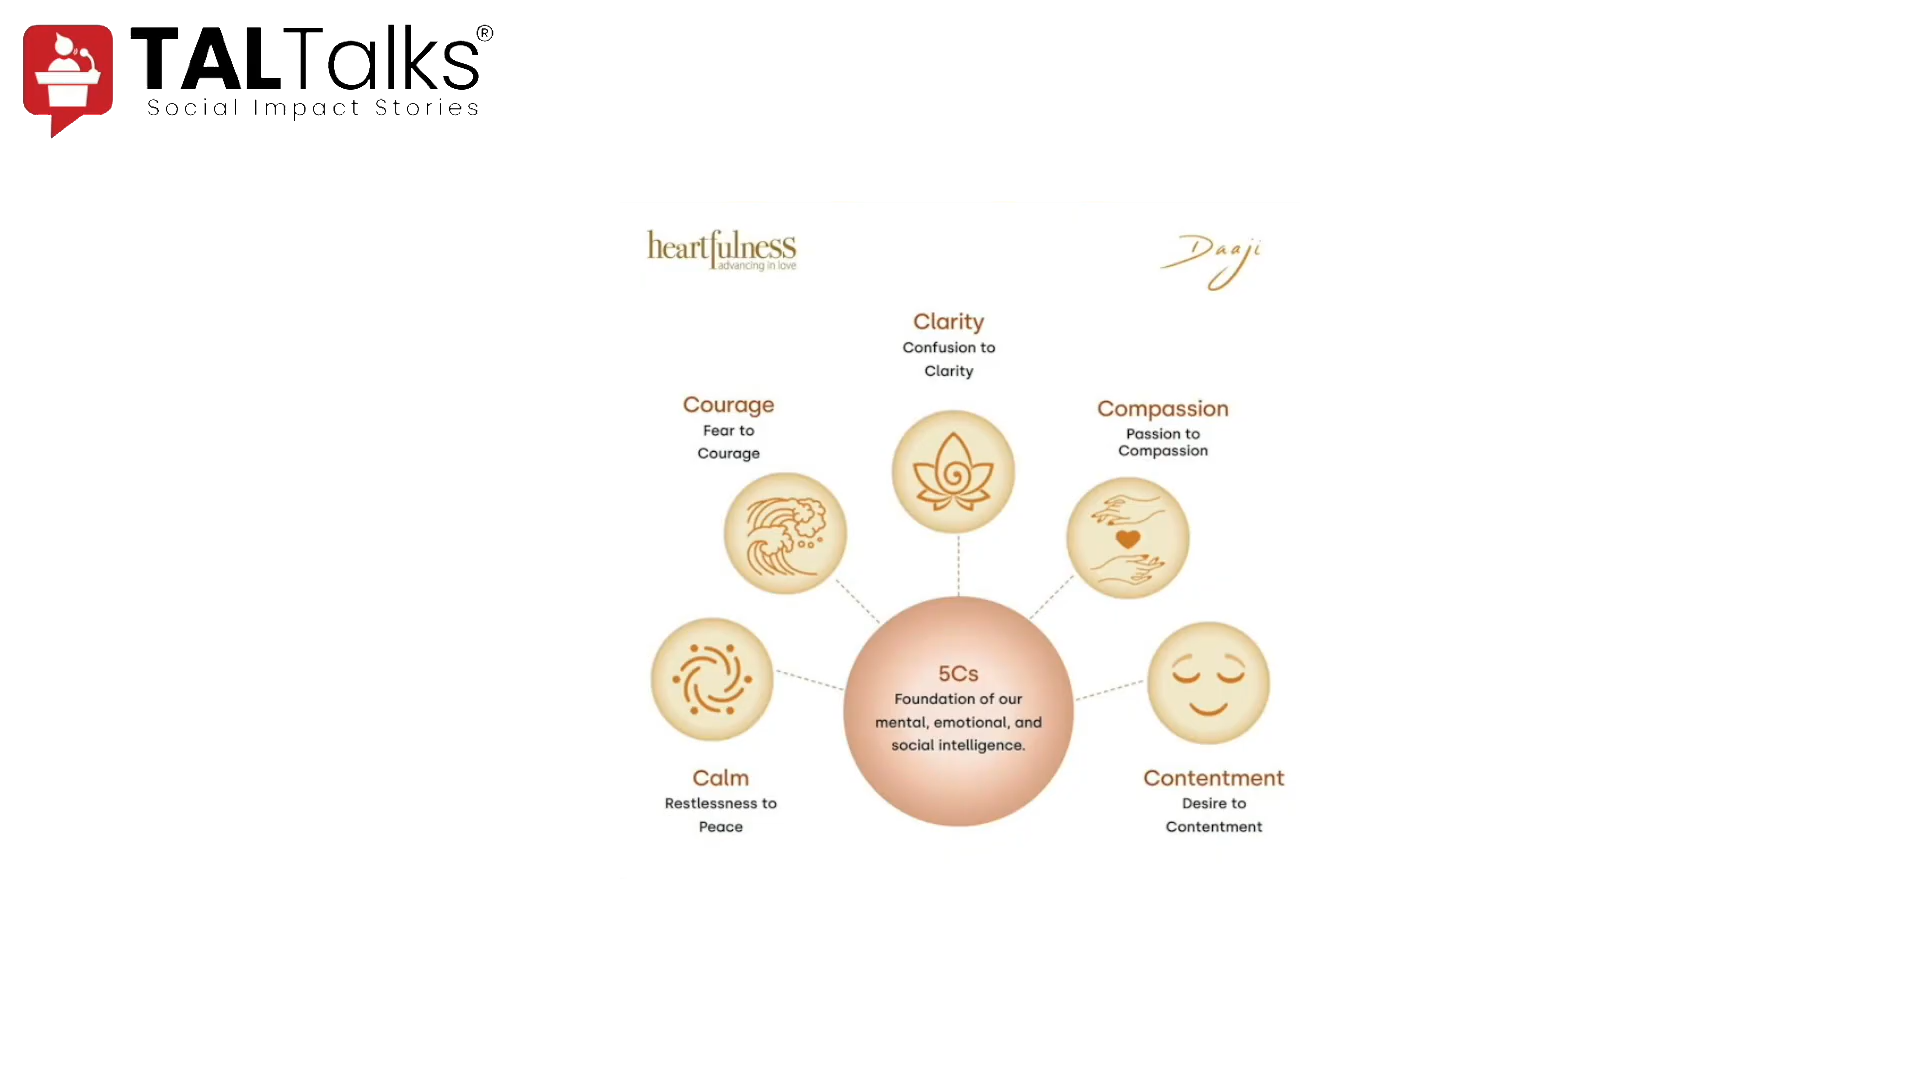 TALTalks®
Social Impact Stories
heartfulness
advancing in love
Daaji
Clarity
Confusion to
Clarity
Courage
Fear to
Courage
Compassion
Passion to
Compassion
5Cs
Foundation of our
mental, emotional, and
social intelligence.
Calm
Restlessness to
Peace
Contentment
Desire to
Contentment